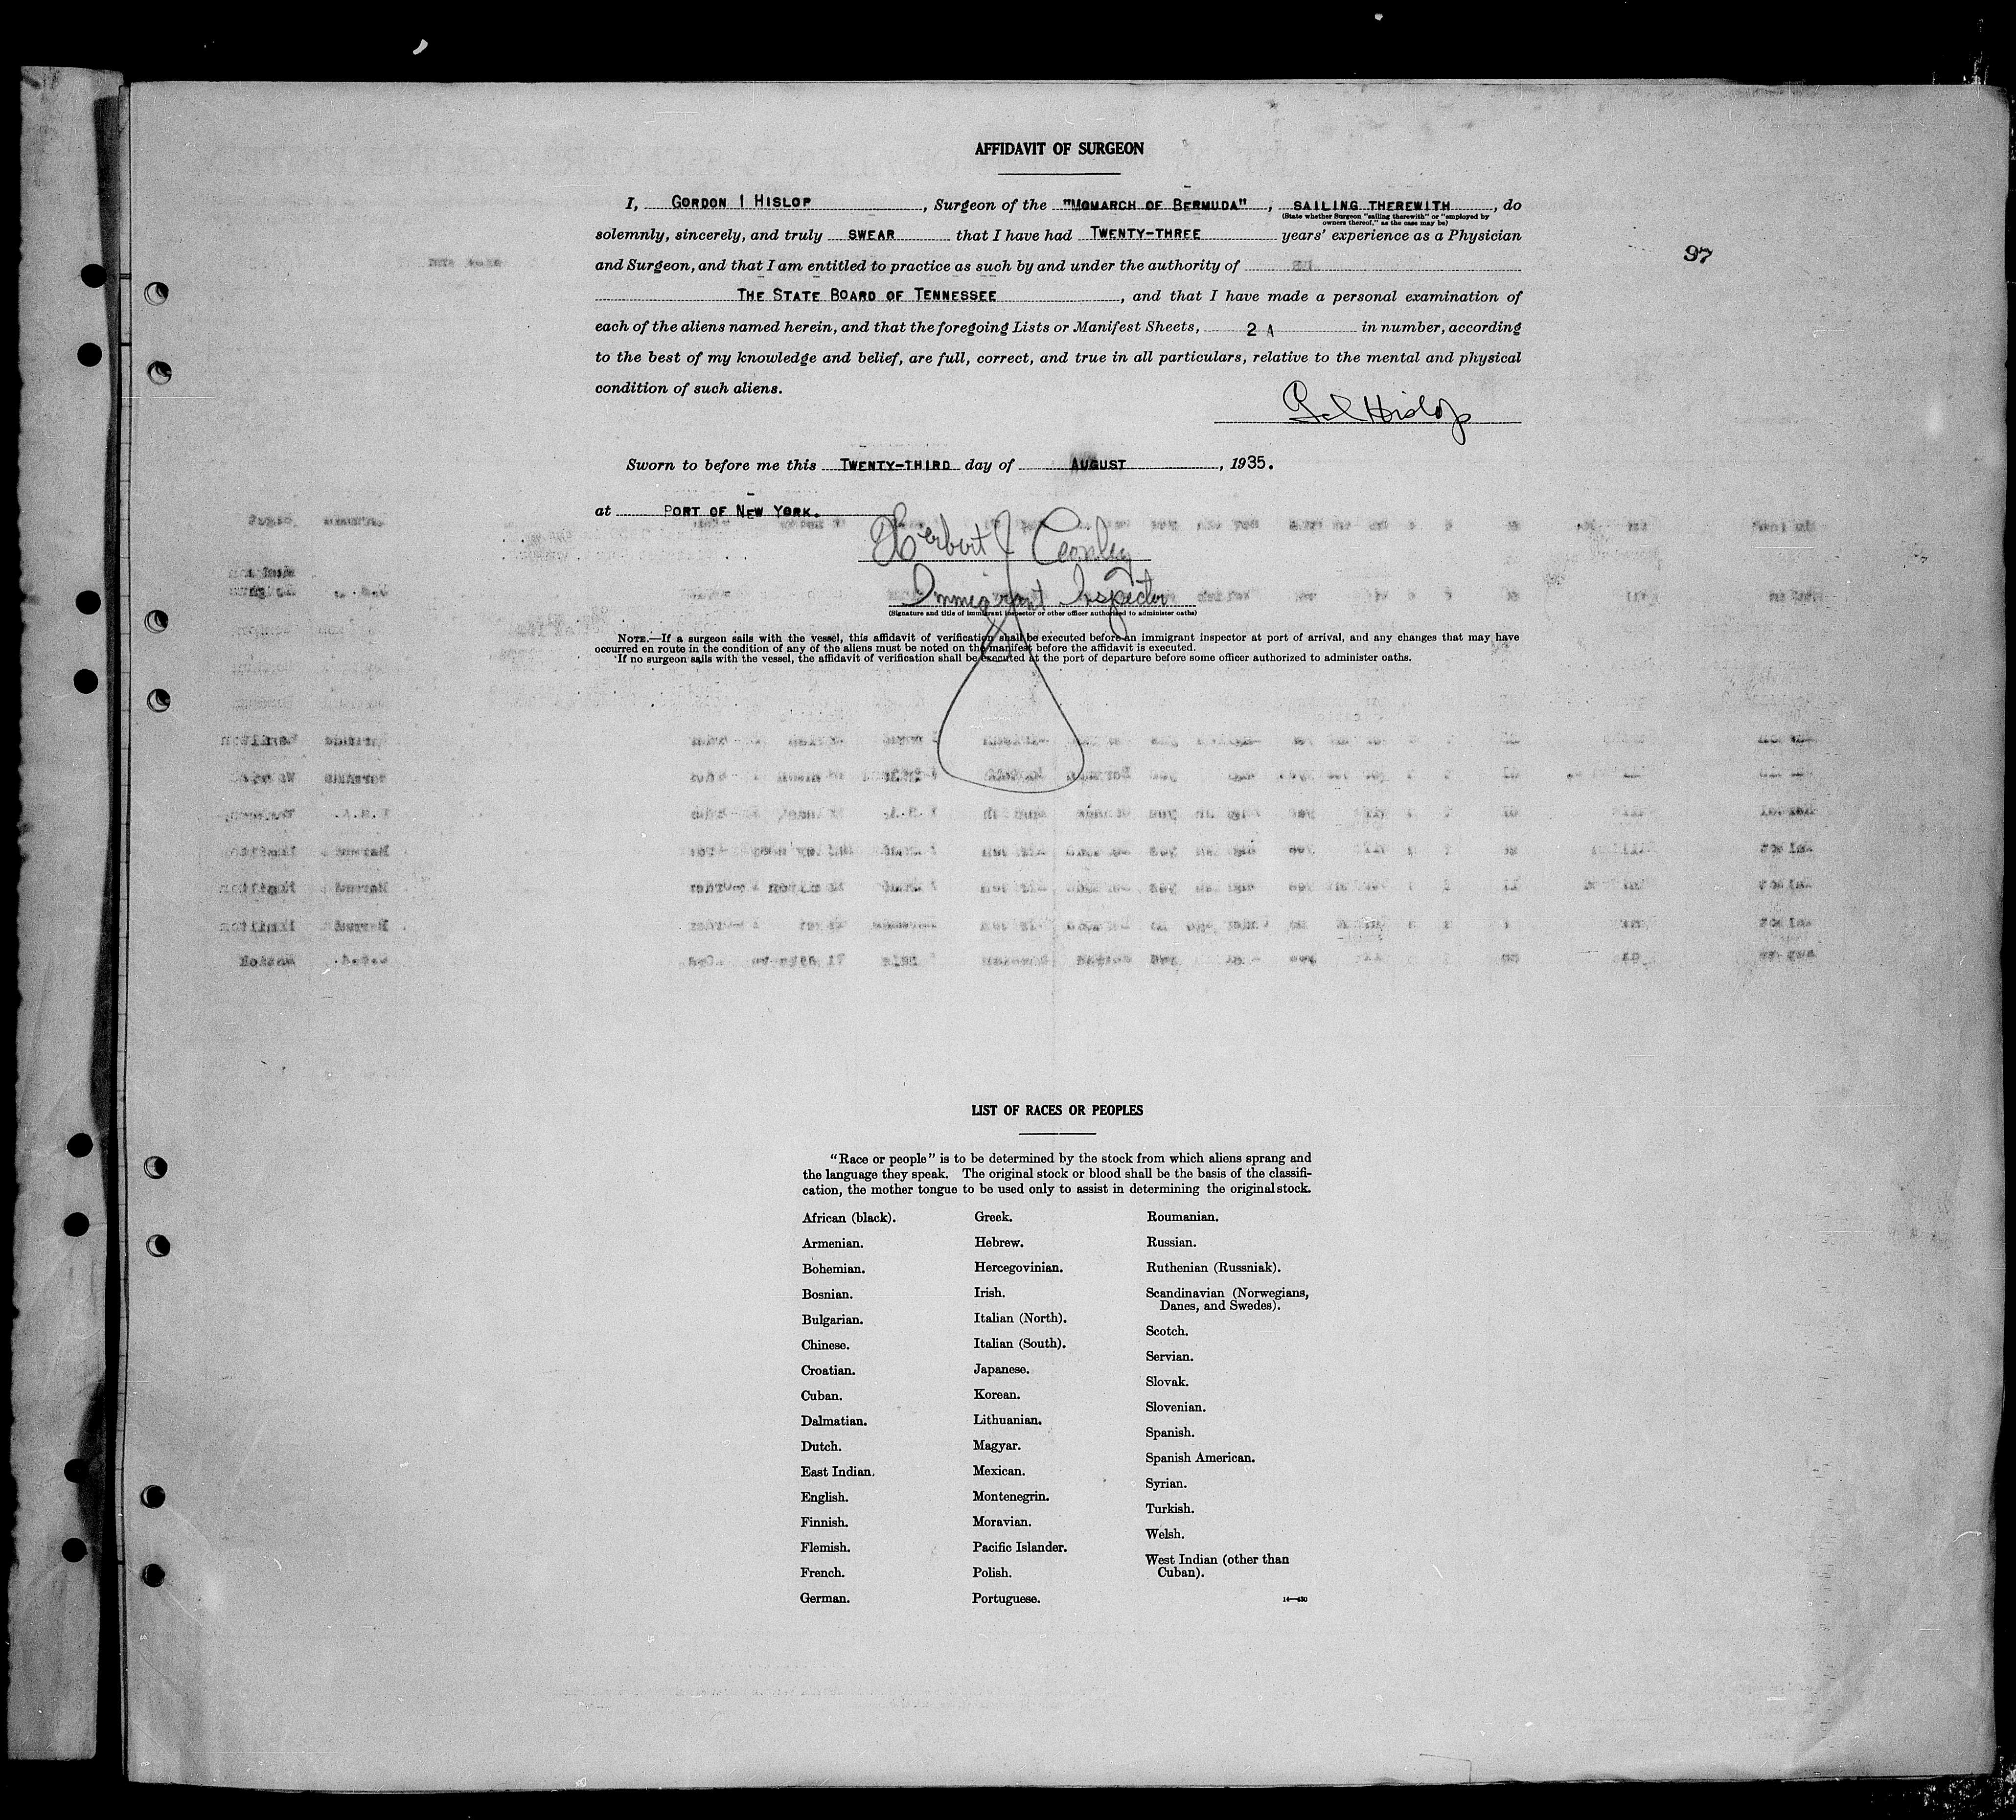 AFFIDAVIT OF SURGEON
I, GORDON I HISLOP, Surgeon of the "MOMARCH OF BERMUDA", SAILING THEREWITH, do
(State whether Surgeon "sailing therewith" or "employed by
owners thereof," as the case may be)
solemnly, sincerely, and truly SWEAR that I have had TWENTY-THREE years' experience as a Physician
97
and Surgeon, and that I am entitled to practice as such by and under the authority of
THE STATE BOARD OF TENNESSEE, and that I have made a personal examination of
each of the aliens named herein, and that the foregoing Lists or Manifest Sheets, 2 A in number, according
to the best of my knowledge and belief, are full, correct, and true in all particulars, relative to the mental and physical
condition of such aliens.
Hislop
Sworn to before me this TWENTY-THIRD day of AUGUST, 1935.
at PORT OF NEW YORK.
Herbert J
Immigrant Inspector
(Signature and title of immigrant inspector or other officer authorized to administer oaths)
NOTE.—If a surgeon sails with the vessel, this affidavit of verification shall be executed before an immigrant inspector at port of arrival, and any changes that may have
occurred en route in the condition of any of the aliens must be noted on the manifest before the affidavit is executed.
If no surgeon sails with the vessel, the affidavit of verification shall be executed at the port of departure before some officer authorized to administer oaths.
LIST OF RACES OR PEOPLES
"Race or people" is to be determined by the stock from which aliens sprang and
the language they speak. The original stock or blood shall be the basis of the classifi-
cation, the mother tongue to be used only to assist in determining the original stock.
African (black).
Armenian.
Bohemian.
Bosnian.
Bulgarian.
Chinese.
Croatian.
Cuban.
Dalmatian.
Dutch.
East Indian.
English.
Finnish.
Flemish.
French.
German.
Greek.
Hebrew.
Hercegovinian.
Irish.
Italian (North).
Italian (South).
Japanese.
Korean.
Lithuanian.
Magyar.
Mexican.
Montenegrin.
Moravian.
Pacific Islander.
Polish.
Portuguese.
Roumanian.
Russian.
Ruthenian (Russniak).
Scandinavian (Norwegians,
Danes, and Swedes).
Scotch.
Servian.
Slovak.
Slovenian.
Spanish.
Spanish American.
Syrian.
Turkish.
Welsh.
West Indian (other than
Cuban).
14—430